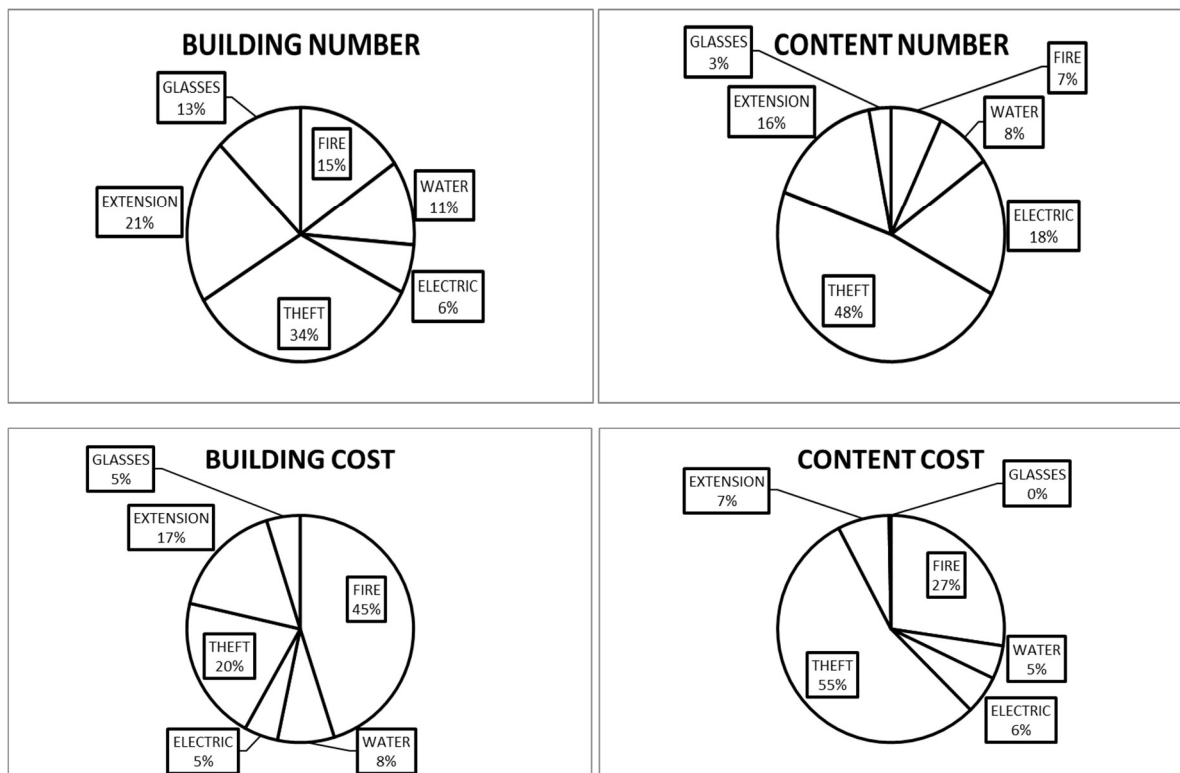 BUILDING NUMBER
GLASSES
13%
FIRE
15%
WATER
11%
EXTENSION
21%
ELECTRIC
6%
THEFT
34%
CONTENT NUMBER
GLASSES
3%
FIRE
7%
EXTENSION
16%
WATER
8%
ELECTRIC
18%
THEFT
48%
BUILDING COST
GLASSES
5%
EXTENSION
17%
FIRE
45%
THEFT
20%
ELECTRIC
5%
WATER
8%
CONTENT COST
EXTENSION
7%
GLASSES
0%
FIRE
27%
WATER
5%
THEFT
55%
ELECTRIC
6%